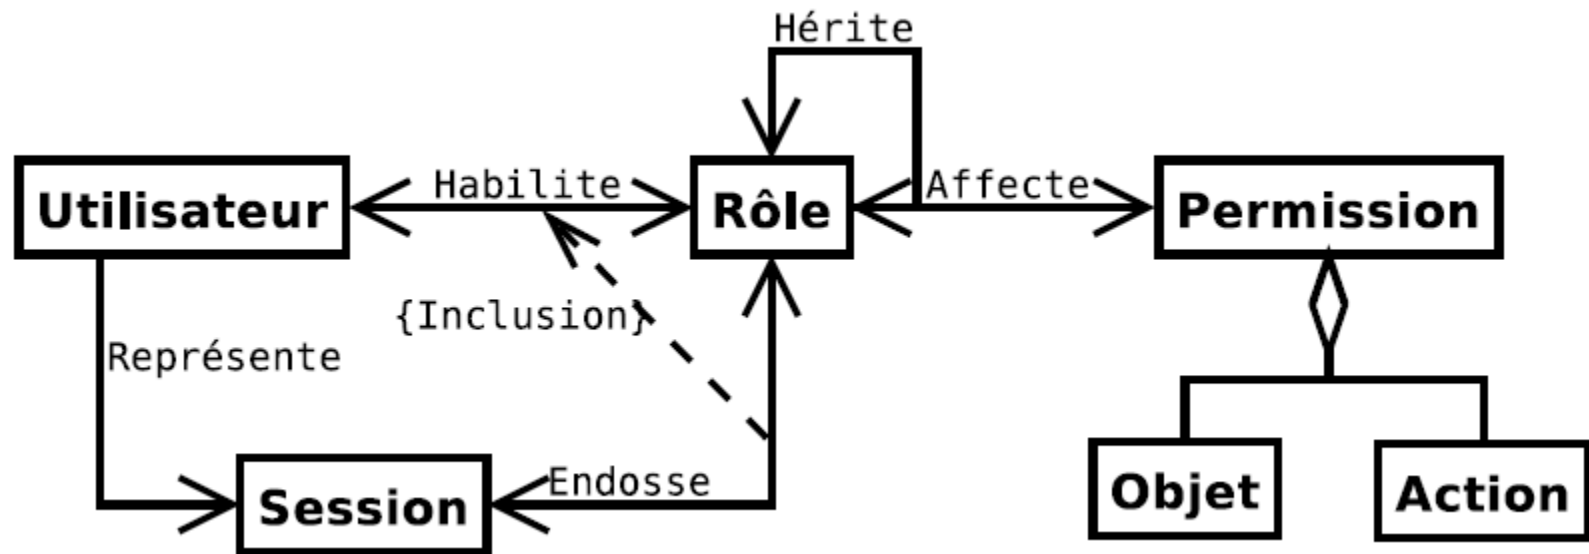 Hérite
Utilisateur
Habilite
Rôle
Affecte
Permission
{Inclusion}
Représente
Session
Endosse
Objet
Action